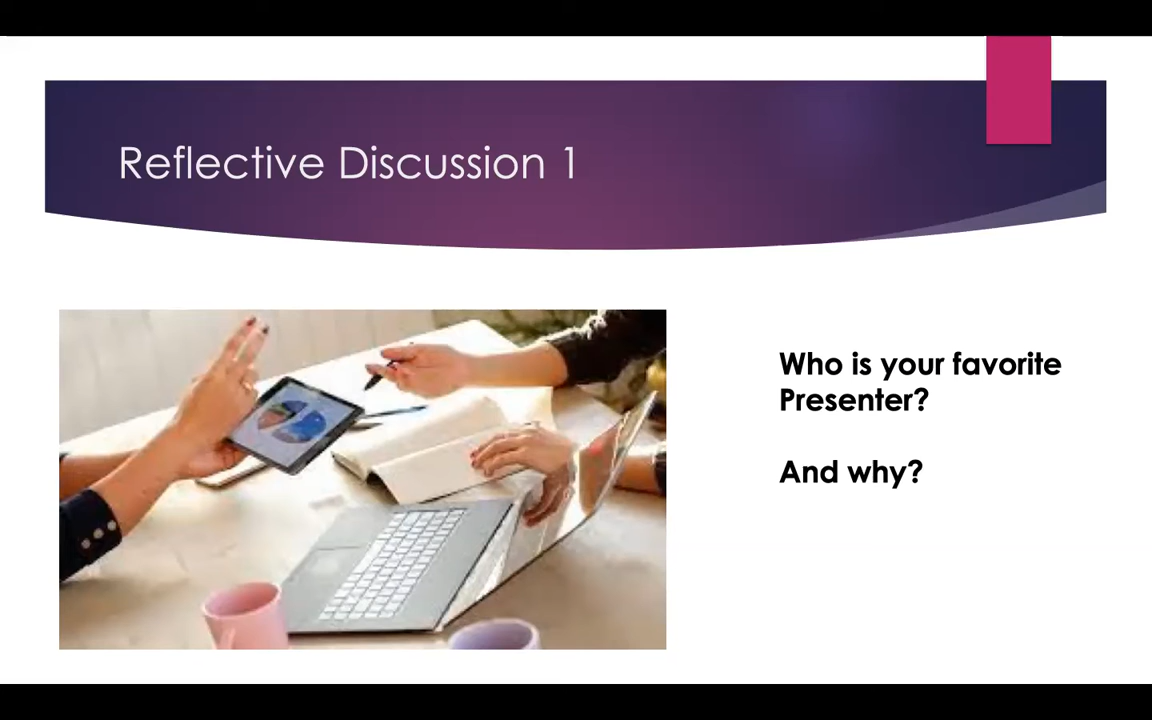 Reflective Discussion 1
Who is your favorite
Presenter?
And why?